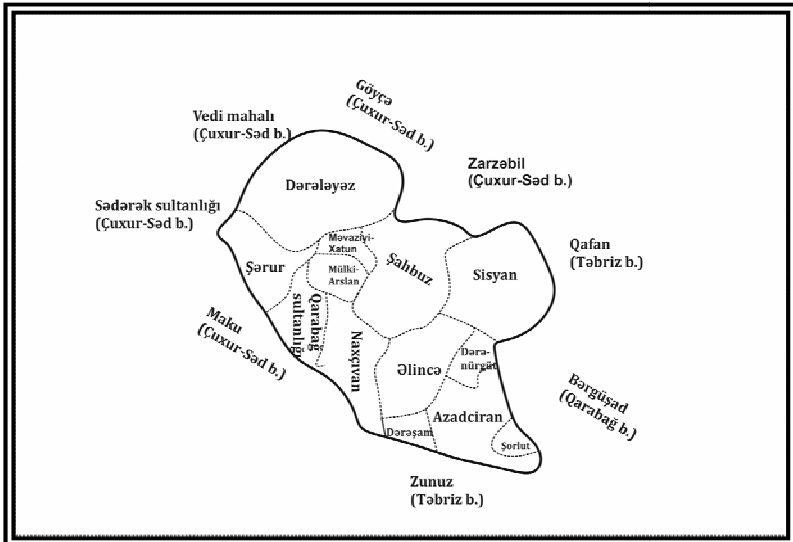 Göyçə
(Çuxur-Səd b.)
Vedi mahalı
(Çuxur-Səd b.)
Zarzəbil
(Çuxur-Səd b.)
Dərələyəz
Sədərək sultanlığı
(Çuxur-Səd b.)
Məvaziyi-
Xatun
Qafan
(Təbriz b.)
Şərur
Mülki-
Arslan
Şahbuz
Sisyan
Maku
(Çuxur-Səd b.)
Qarabağ
sultanlığı
Naxçıvan
Əlincə
Dərə-
nürgüt
Bərgüşad
(Qarabağ b.)
Azadciran
Dərəşam
Şorlut
Zunuz
(Təbriz b.)